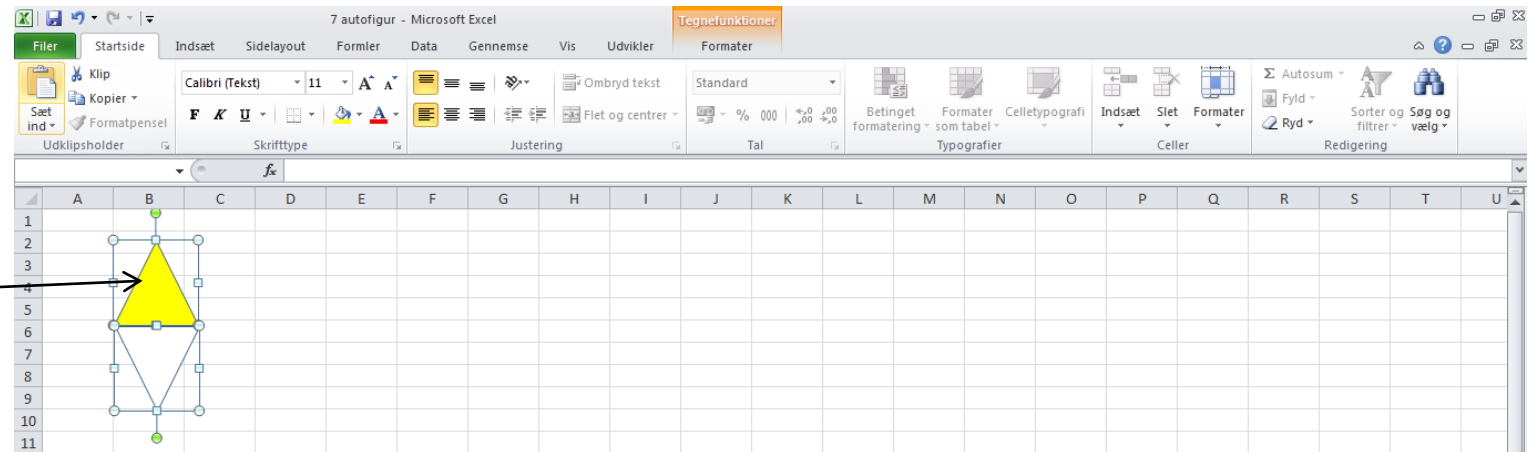 7 autofigur - Microsoft Excel
Tegnefunktioner
Filer Startside Indsæt Sidelayout Formler Data Gennemse Vis Udvikler Formater
Sæt ind
Klip
Kopier
Formatpensel
Udklipsholder
Calibri (Tekst) 11 A A
F K U A
Skrifttype
Ombryd tekst
Flet og centrer
Justering
Standard
% 000 ,00 ,0
Tal
Betinget formatering
Formater som tabel
Celletypografi
Typografier
Indsæt Slet Formater
Celler
Σ Autosum
Fyld
Ryd
Sorter og filtrer
Søg og vælg
Redigering
fx
A B C D E F G H I J K L M N O P Q R S T U
1
2
3
4
5
6
7
8
9
10
11